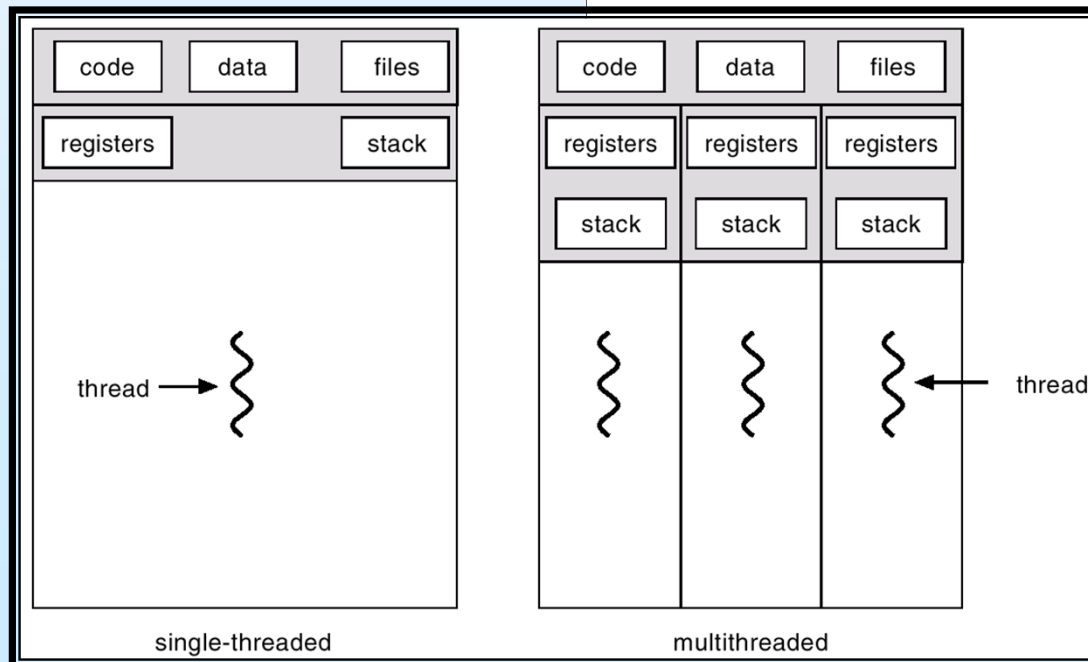 code data files code data files
registers stack registers registers registers
stack stack stack
thread thread
single-threaded multithreaded